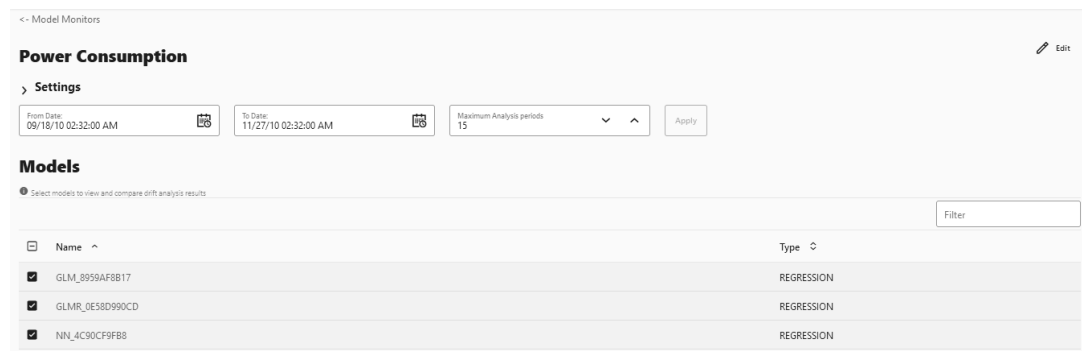 <- Model Monitors
Power Consumption
Edit
Settings
From Date:
09/18/10 02:32:00 AM
To Date:
11/27/10 02:32:00 AM
Maximum Analysis periods
15
Apply
Models
Select models to view and compare drift analysis results
Filter
Name Type
GLM_8959AF8B17 REGRESSION
GLMR_0E58D990CD REGRESSION
NN_4C90CF9FB8 REGRESSION